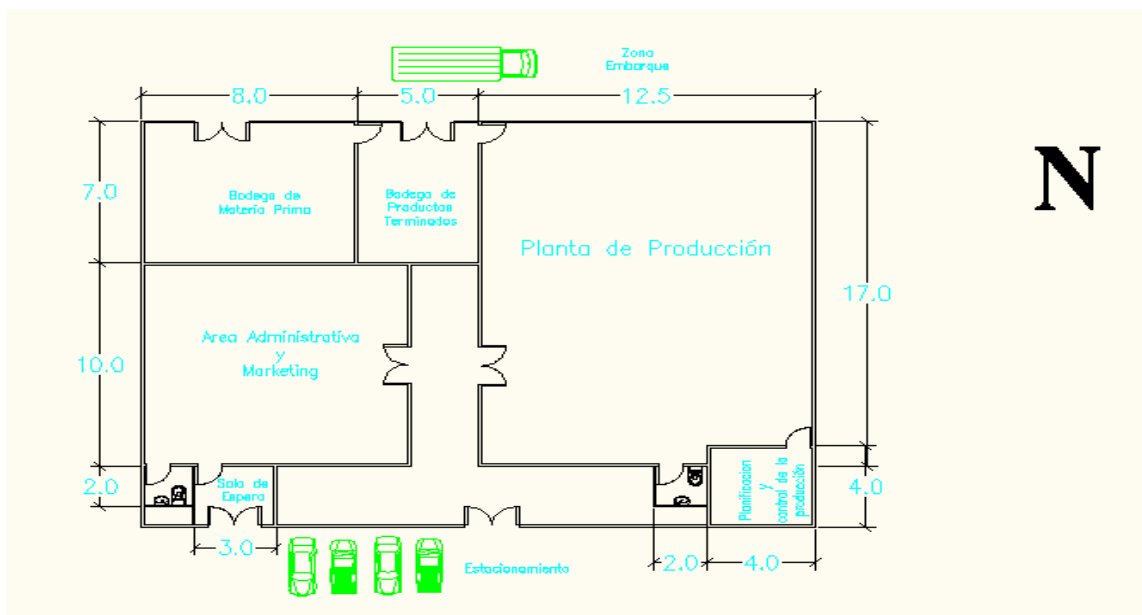 Zona
Embarque
8.0
5.0
12.5
N
7.0
Bodega de
Materia Prima
Bodega de
Productos
Terminados
Planta de Producción
17.0
Area Administrativa
y
Marketing
10.0
2.0
Sala de
Espera
Planificacion
y
control de la
producción
4.0
3.0
Estacionamiento
2.0
4.0